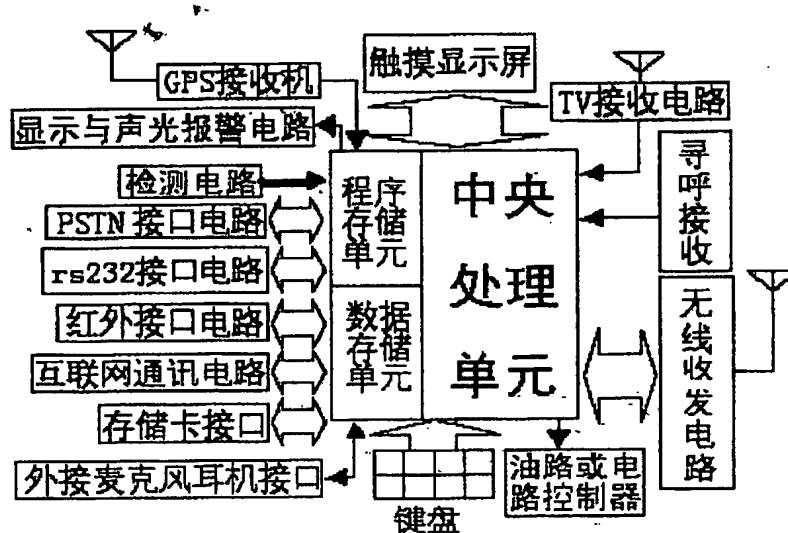 GPS接收机
触摸显示屏
TV接收电路
显示与声光报警电路
检测电路
PSTN接口电路
rs232接口电路
红外接口电路
互联网通讯电路
存储卡接口
外接麦克风耳机接口
程序
存储
单元
数据
存储
单元
中央
处理
单元
寻呼接收
无线收发电路
键盘
油路或电
路控制器